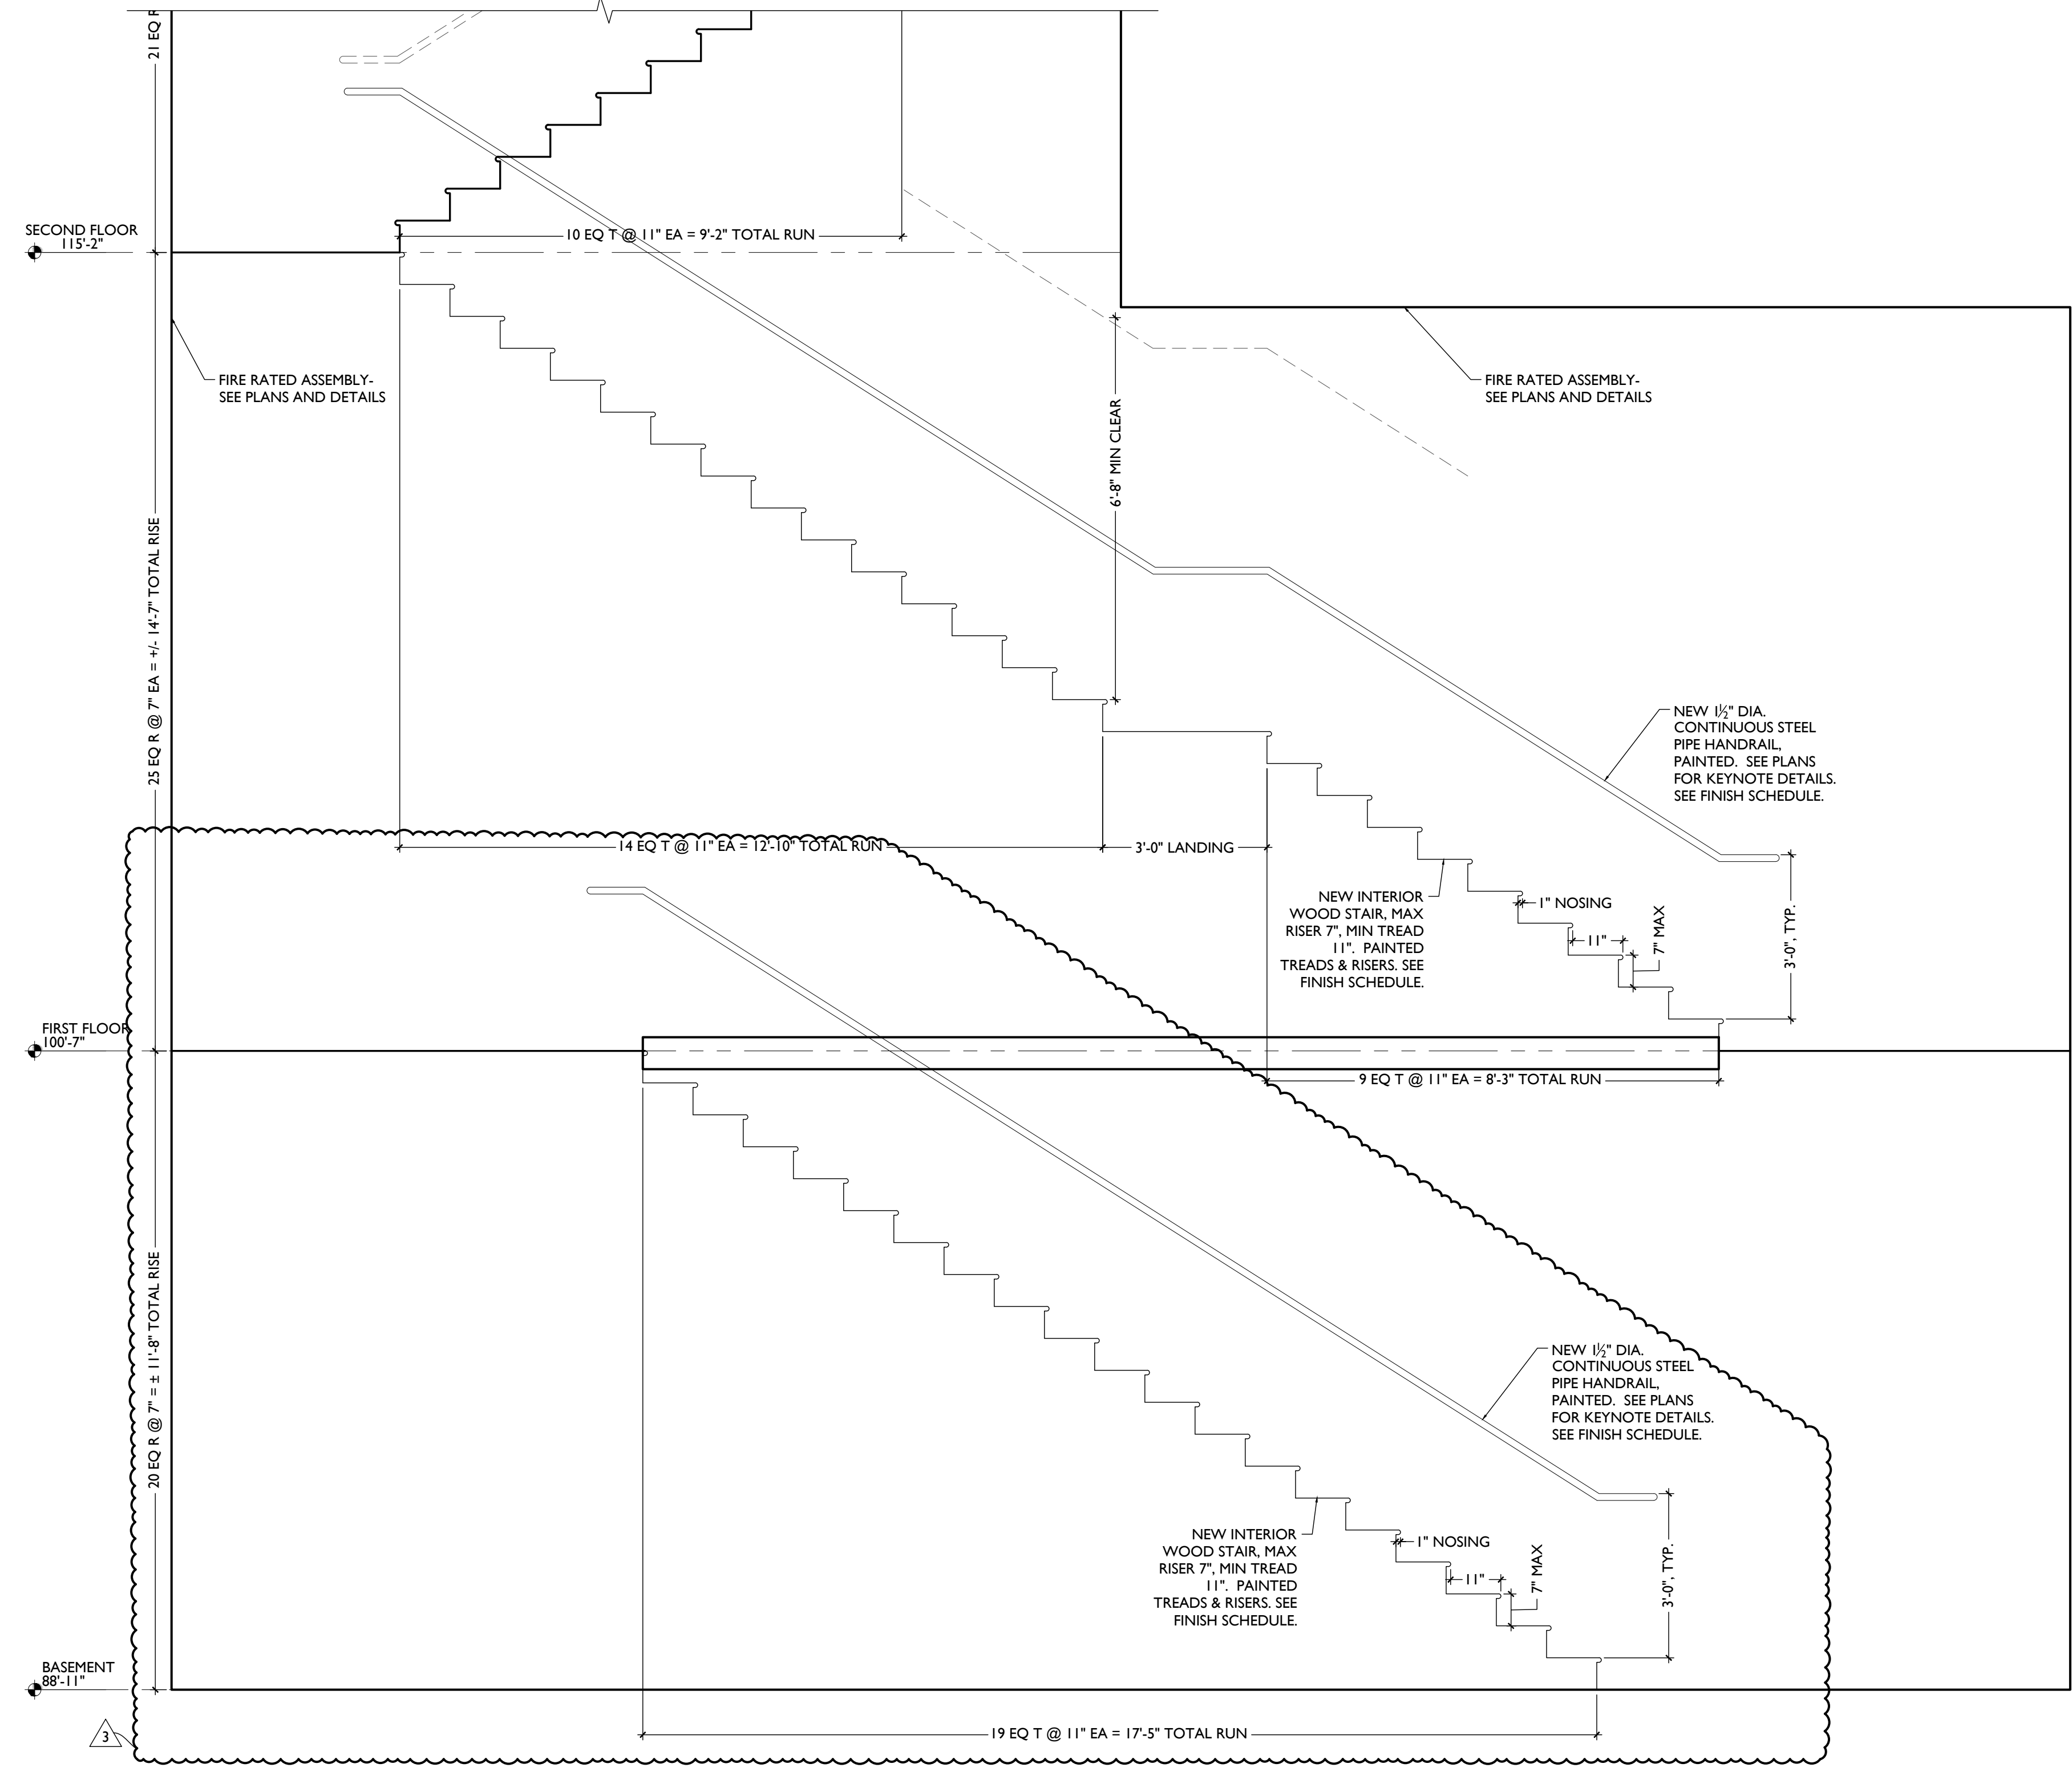 21 EQ R
SECOND FLOOR
115'-2"
10 EQ T @ 11" EA = 9'-2" TOTAL RUN
FIRE RATED ASSEMBLY-
SEE PLANS AND DETAILS
FIRE RATED ASSEMBLY-
SEE PLANS AND DETAILS
6'-8" MIN CLEAR
25 EQ R @ 7" EA = +/- 14'-7" TOTAL RISE
NEW 1½" DIA.
CONTINUOUS STEEL
PIPE HANDRAIL,
PAINTED. SEE PLANS
FOR KEYNOTE DETAILS.
SEE FINISH SCHEDULE.
14 EQ T @ 11" EA = 12'-10" TOTAL RUN
3'-0" LANDING
NEW INTERIOR
WOOD STAIR, MAX
RISER 7", MIN TREAD
11". PAINTED
TREADS & RISERS. SEE
FINISH SCHEDULE.
1" NOSING
11"
7" MAX
3'-0", TYP.
FIRST FLOOR
100'-7"
9 EQ T @ 11" EA = 8'-3" TOTAL RUN
20 EQ R @ 7" = ± 11'-8" TOTAL RISE
NEW 1½" DIA.
CONTINUOUS STEEL
PIPE HANDRAIL,
PAINTED. SEE PLANS
FOR KEYNOTE DETAILS.
SEE FINISH SCHEDULE.
NEW INTERIOR
WOOD STAIR, MAX
RISER 7", MIN TREAD
11". PAINTED
TREADS & RISERS. SEE
FINISH SCHEDULE.
1" NOSING
11"
7" MAX
3'-0", TYP.
BASEMENT
88'-11"
3
19 EQ T @ 11" EA = 17'-5" TOTAL RUN